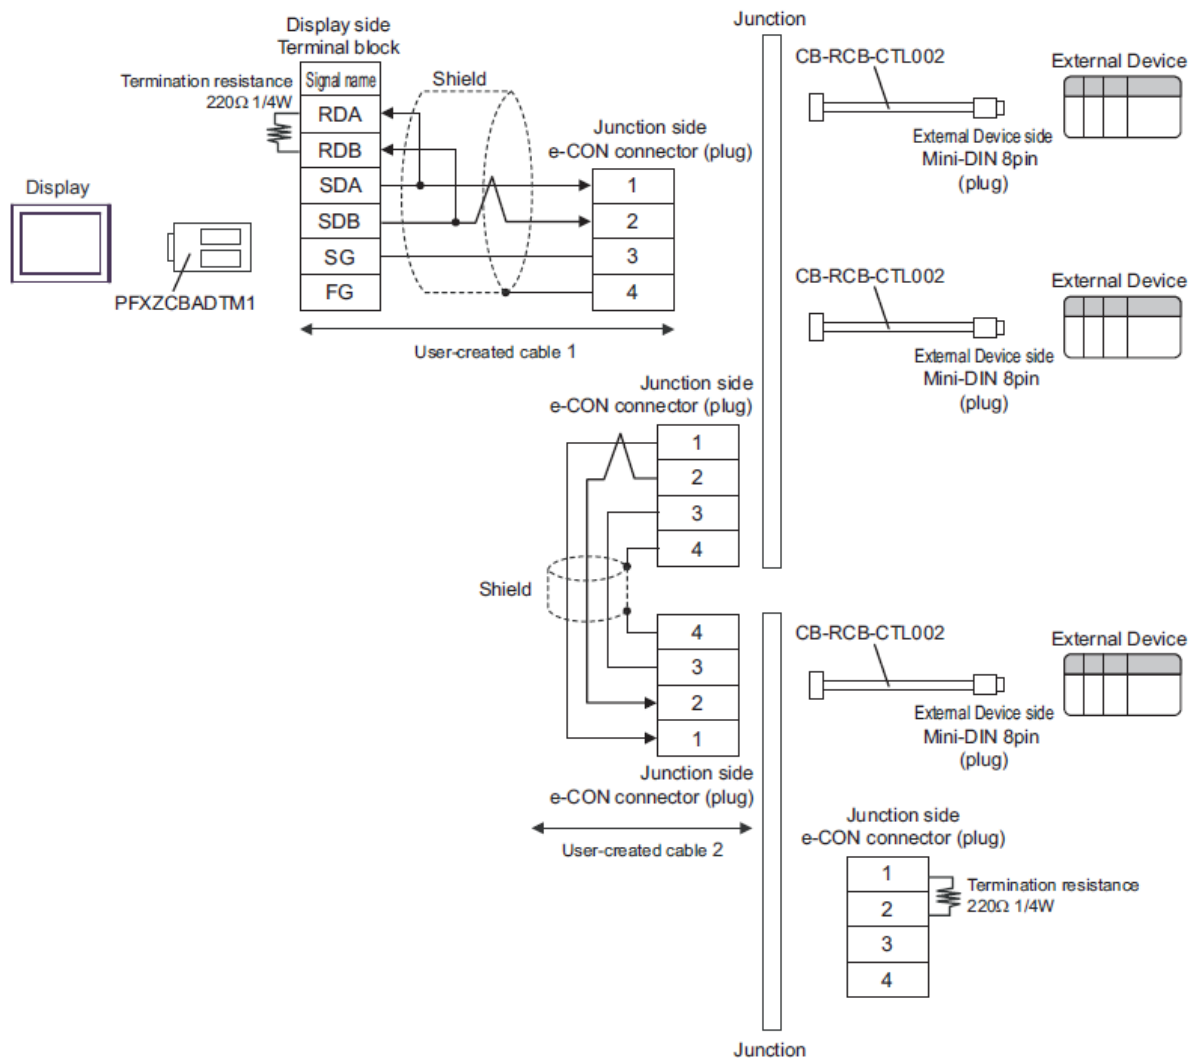 Junction
Display side
Terminal block
Termination resistance
220Ω 1/4W
Signal name
RDA
RDB
SDA
SDB
SG
FG
Shield
Junction side
e-CON connector (plug)
1
2
3
4
Display
PFXZCBADTM1
User-created cable 1
CB-RCB-CTL002
External Device
External Device side
Mini-DIN 8pin
(plug)
CB-RCB-CTL002
External Device
External Device side
Mini-DIN 8pin
(plug)
Junction side
e-CON connector (plug)
1
2
3
4
Shield
4
3
2
1
Junction side
e-CON connector (plug)
User-created cable 2
CB-RCB-CTL002
External Device
External Device side
Mini-DIN 8pin
(plug)
Junction side
e-CON connector (plug)
1
2
3
4
Termination resistance
220Ω 1/4W
Junction